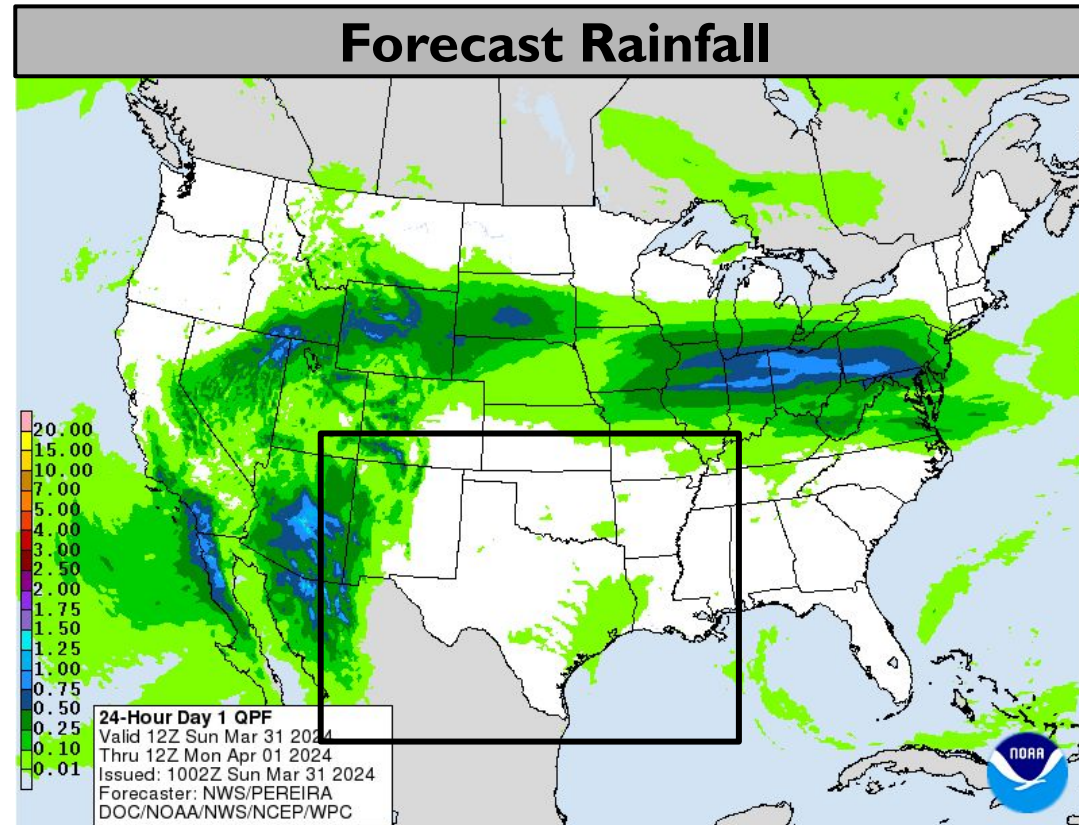 Forecast Rainfall
20.00
15.00
10.00
7.00
5.00
4.00
3.00
2.50
2.00
1.75
1.50
1.25
1.00
0.75
0.50
0.25
0.10
0.01
24-Hour Day 1 QPF
Valid 12Z Sun Mar 31 2024
Thru 12Z Mon Apr 01 2024
Issued: 1002Z Sun Mar 31 2024
Forecaster: NWS/PEREIRA
DOC/NOAA/NWS/NCEP/WPC
NOAA